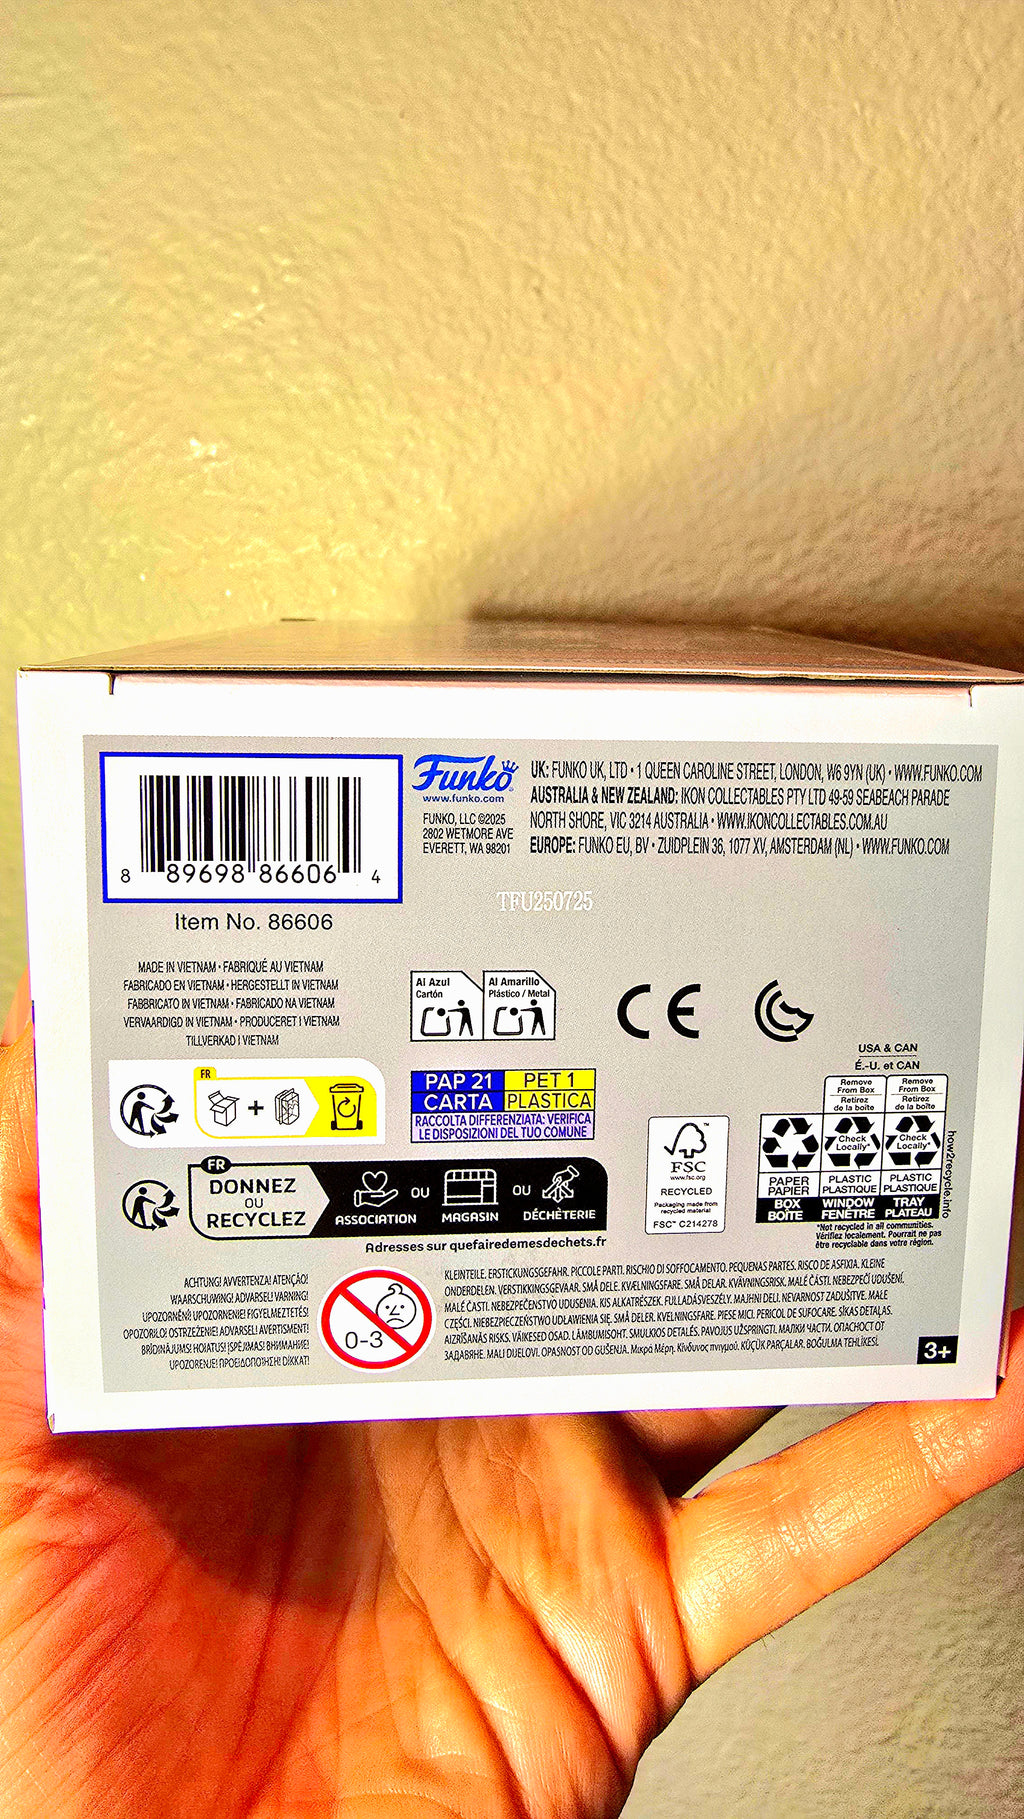 8 89698 86606 4
Item No. 86606
Funko
www.funko.com
FUNKO, LLC ©2025
2802 WETMORE AVE
EVERETT, WA 98201
UK: FUNKO UK, LTD • 1 QUEEN CAROLINE STREET, LONDON, W6 9YN (UK) • WWW.FUNKO.COM
AUSTRALIA & NEW ZEALAND: IKON COLLECTABLES PTY LTD 49-59 SEABEACH PARADE
NORTH SHORE, VIC 3214 AUSTRALIA • WWW.IKONCOLLECTABLES.COM.AU
EUROPE: FUNKO EU, BV • ZUIDPLEIN 36, 1077 XV, AMSTERDAM (NL) • WWW.FUNKO.COM
TFU250725
MADE IN VIETNAM • FABRIQUÉ AU VIETNAM
FABRICADO EN VIETNAM • HERGESTELLT IN VIETNAM
FABBRICATO IN VIETNAM • FABRICADO NA VIETNAM
VERVAARDIGD IN VIETNAM • PRODUCERET I VIETNAM
TILLVERKAD I VIETNAM
Al Azul
Cartón
Al Amarillo
Plástico / Metal
CE
FR
+
PAP 21
CARTA
PET 1
PLASTICA
RACCOLTA DIFFERENZIATA: VERIFICA
LE DISPOSIZIONI DEL TUO COMUNE
FR
DONNEZ
OU
RECYCLEZ
ASSOCIATION
OU
MAGASIN
OU
DÉCHÈTERIE
Adresses sur quefairedemesdechets.fr
FSC™
www.fsc.org
RECYCLED
Packaging made from
recycled material
FSC™ C214278
USA & CAN
É.-U. et CAN
Remove
From Box
Retirez
de la boîte
Remove
From Box
Retirez
de la boîte
Check
Locally*
Check
Locally*
PAPER
PAPIER
BOX
BOÎTE
PLASTIC
PLASTIQUE
WINDOW
FENÊTRE
PLASTIC
PLASTIQUE
TRAY
PLATEAU
how2recycle.info
*Not recycled in all communities.
Vérifiez localement. Pourrait ne pas
être recyclable dans votre région.
ACHTUNG! AVVERTENZA! ATENÇÃO!
WAARSCHUWING! ADVARSEL! VARNING!
UPOZORNĚNÍ! UPOZORNENIE! FIGYELMEZTETÉS!
OPOZORILO! OSTRZEŻENIE! ADVARSEL! AVERTISMENT!
BRĪDINĀJUMS! HOIATUS! ĮSPĖJIMAS! ВНИМАНИЕ!
UPOZORENJE! ΠΡΟΕΙΔΟΠΟΙΗΣΗ! DİKKAT!
0-3
KLEINTEILE. ERSTICKUNGSGEFAHR. PICCOLE PARTI. RISCHIO DI SOFFOCAMENTO. PEQUENAS PARTES. RISCO DE ASFIXIA. KLEINE
ONDERDELEN. VERSTIKKINGSGEVAAR. SMÅ DELE. KVÆLNINGSFARE. SMÅ DELAR. KVÄVNINGSRISK. MALÉ ČÁSTI. NEBEZPEČÍ UDUŠENÍ.
MALÉ ČASTI. NEBEZPEČENSTVO UDUSENIA. KIS ALKATRÉSZEK. FULLADÁSVESZÉLY. MAJHNI DELI. NEVARNOST ZADUŠITVE. MAŁE
CZĘŚCI. NIEBEZPIECZEŃSTWO UDŁAWIENIA SIĘ. SMÅ DELER. KVELNINGSFARE. PIESE MICI. PERICOL DE SUFOCARE. SĪKAS DETAĻAS.
AIZRĪŠANĀS RISKS. VÄIKESED OSAD. LÄMBUMISOHT. SMULKIOS DETALĖS. PAVOJUS UŽSPRINGTI. МАЛКИ ЧАСТИ. ОПАСНОСТ ОТ
ЗАДАВЯНЕ. MALI DIJELOVI. OPASNOST OD GUŠENJA. Μικρά Μέρη. Κίνδυνος πνιγμού. KÜÇÜK PARÇALAR. BOĞULMA TEHLİKESİ.
3+